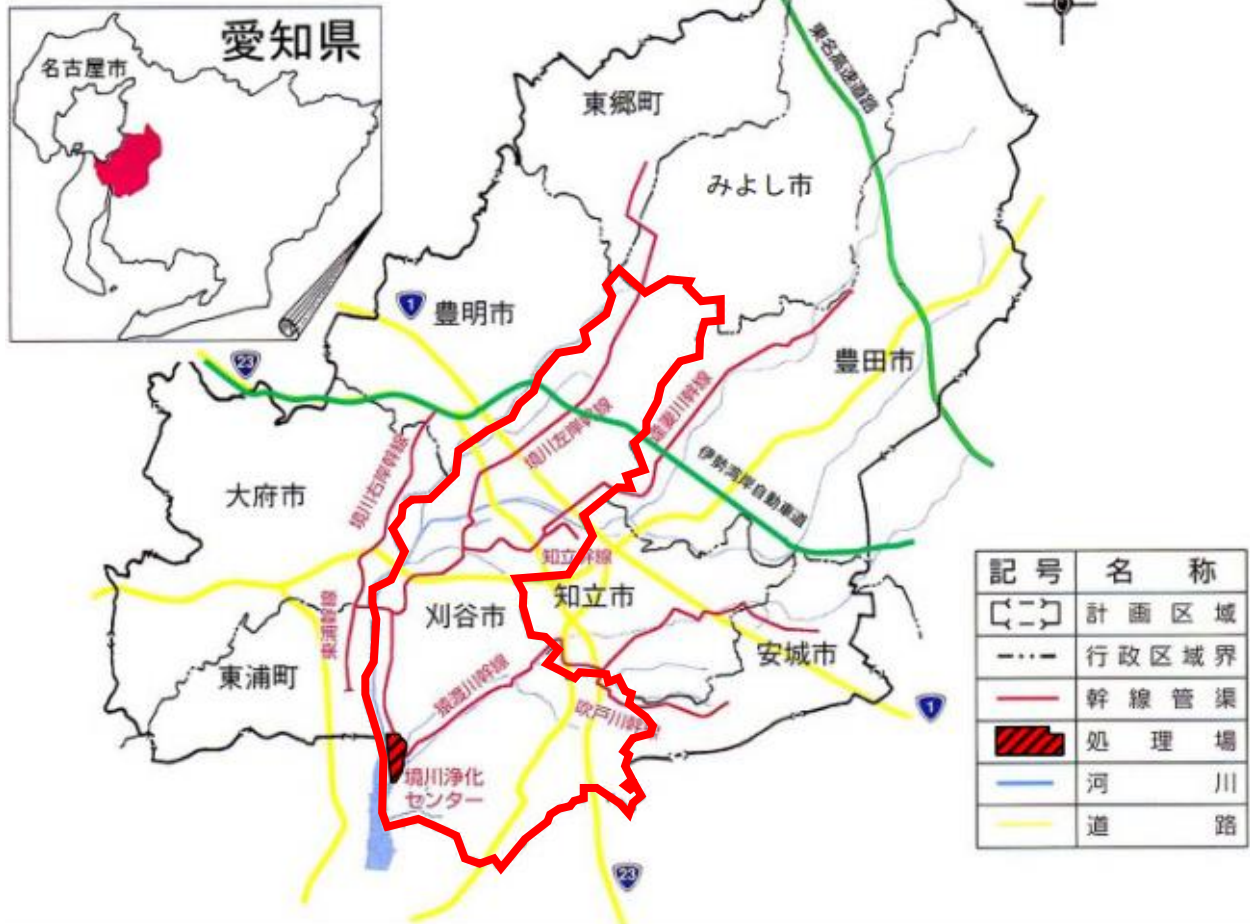 愛知県
名古屋市
東名高速道路
東郷町
みよし市
1
豊明市
23
豊田市
境川左岸幹線
逢妻川幹線
境川右岸幹線
伊勢湾岸自動車道
大府市
知立幹線
知立市
刈谷市
東浦幹線
安城市
東浦町
猿渡川幹線
吹戸川幹線
1
境川浄化
センター
23
記号 名称
計画区域
行政区域界
幹線管渠
処理場
河川
道路